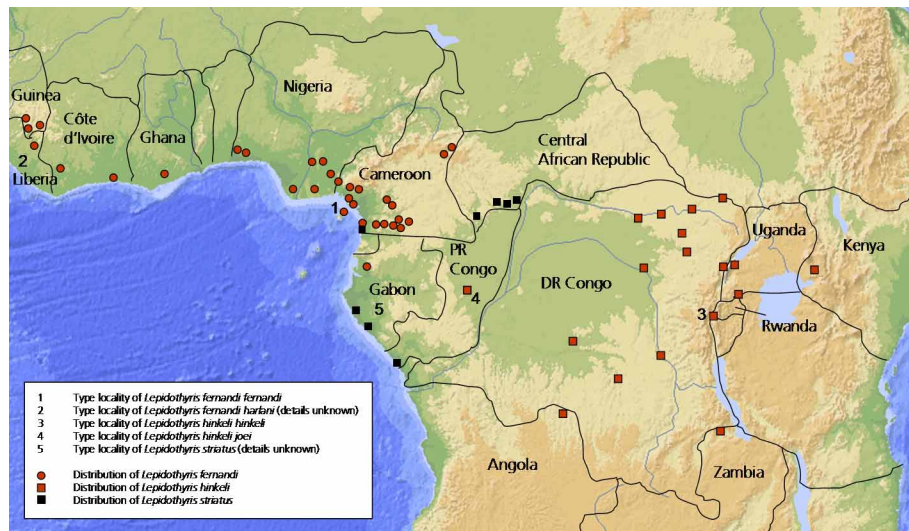 Guinea
Côte
d'Ivoire
Ghana
Nigeria
Liberia
2
1
Cameroon
Central
African Republic
PR
Congo
4
Gabon
5
DR Congo
Uganda
Kenya
3
Rwanda
Angola
Zambia
1 Type locality of Lepidothyris fernandi fernandi
2 Type locality of Lepidothyris fernandi harlani (details unknown)
3 Type locality of Lepidothyris hinkeli hinkeli
4 Type locality of Lepidothyris hinkeli joei
5 Type locality of Lepidothyris striatus (details unknown)
Distribution of Lepidothyris fernandi
Distribution of Lepidothyris hinkeli
Distribution of Lepidothyris striatus